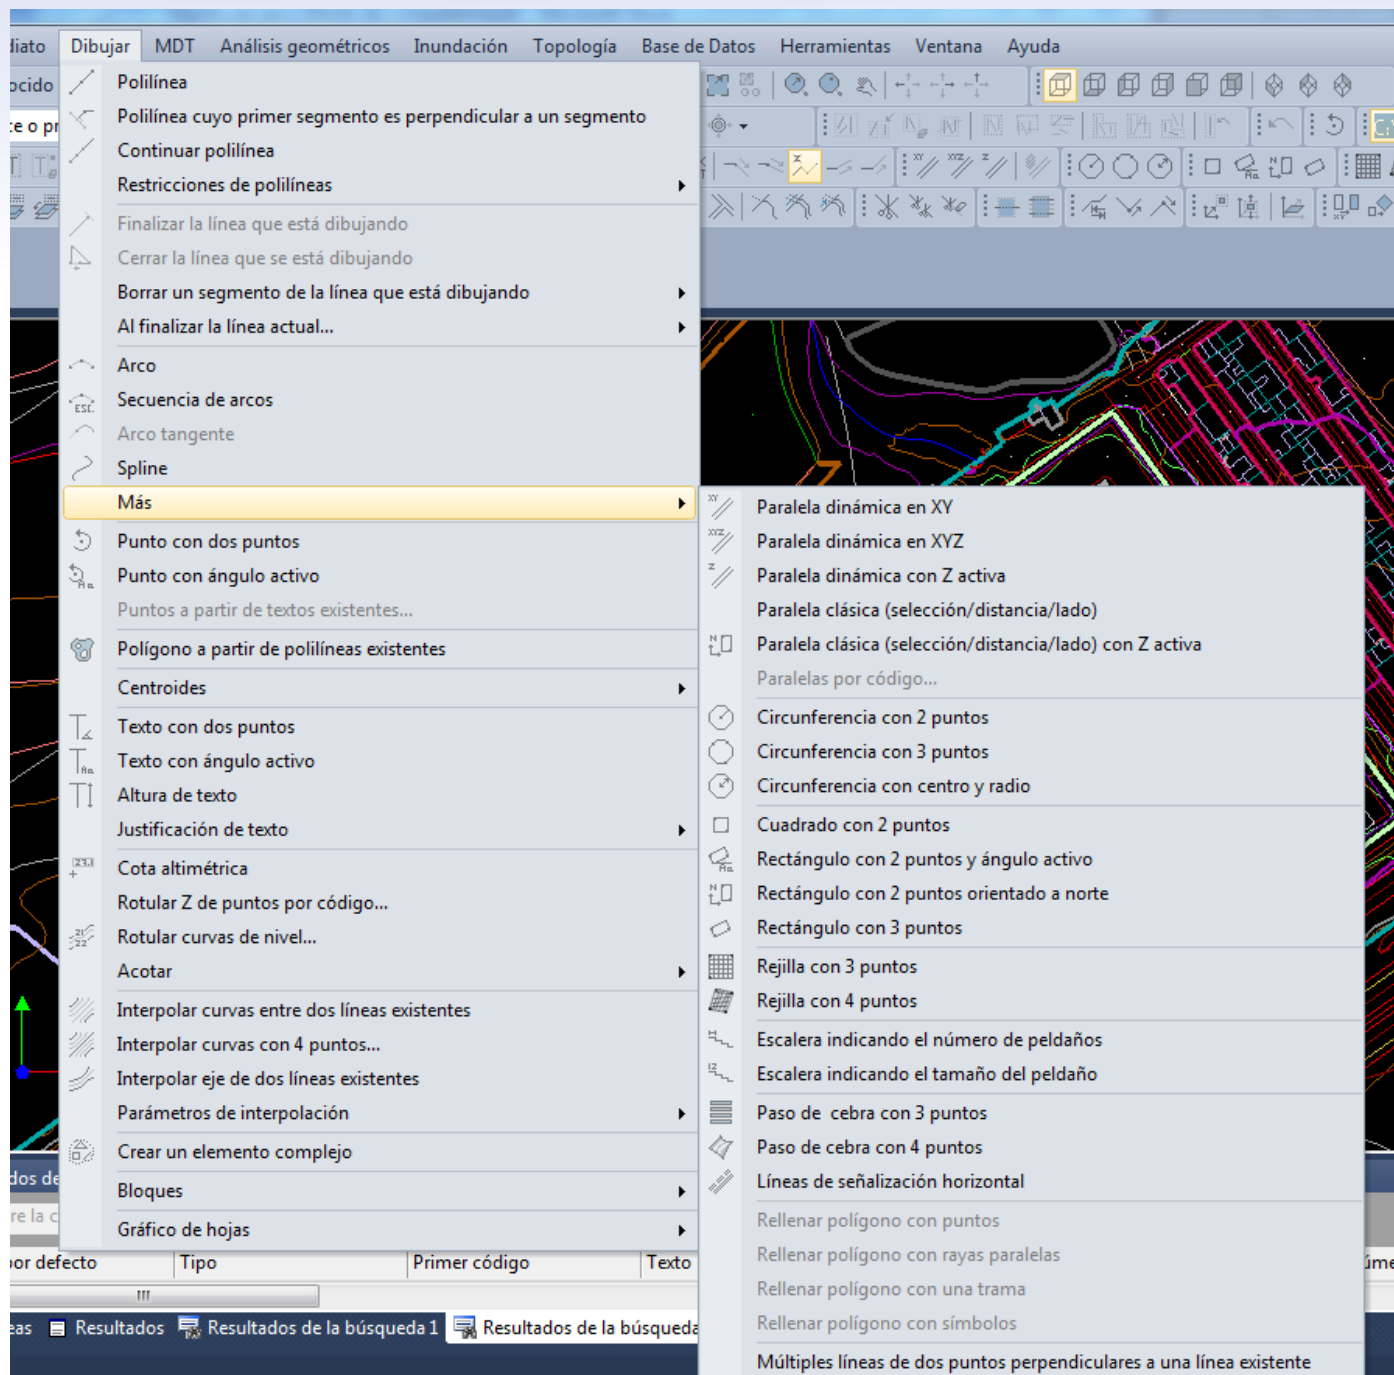 Dibujar MDT Análisis geométricos Inundación Topología Base de Datos Herramientas Ventana Ayuda
Polilínea
Polilínea cuyo primer segmento es perpendicular a un segmento
Continuar polilínea
Restricciones de polilíneas
Finalizar la línea que está dibujando
Cerrar la línea que se está dibujando
Borrar un segmento de la línea que está dibujando
Al finalizar la línea actual...
Arco
Secuencia de arcos
Arco tangente
Spline
Más
Punto con dos puntos
Punto con ángulo activo
Puntos a partir de textos existentes...
Polígono a partir de polilíneas existentes
Centroides
Texto con dos puntos
Texto con ángulo activo
Altura de texto
Justificación de texto
Cota altimétrica
Rotular Z de puntos por código...
Rotular curvas de nivel...
Acotar
Interpolar curvas entre dos líneas existentes
Interpolar curvas con 4 puntos...
Interpolar eje de dos líneas existentes
Parámetros de interpolación
Crear un elemento complejo
Bloques
Gráfico de hojas
Paralela dinámica en XY
Paralela dinámica en XYZ
Paralela dinámica con Z activa
Paralela clásica (selección/distancia/lado)
Paralela clásica (selección/distancia/lado) con Z activa
Paralelas por código...
Circunferencia con 2 puntos
Circunferencia con 3 puntos
Circunferencia con centro y radio
Cuadrado con 2 puntos
Rectángulo con 2 puntos y ángulo activo
Rectángulo con 2 puntos orientado a norte
Rectángulo con 3 puntos
Rejilla con 3 puntos
Rejilla con 4 puntos
Escalera indicando el número de peldaños
Escalera indicando el tamaño del peldaño
Paso de cebra con 3 puntos
Paso de cebra con 4 puntos
Líneas de señalización horizontal
Rellenar polígono con puntos
Rellenar polígono con rayas paralelas
Rellenar polígono con una trama
Rellenar polígono con símbolos
Múltiples líneas de dos puntos perpendiculares a una línea existente
por defecto Tipo Primer código Texto
Resultados Resultados de la búsqueda 1 Resultados de la búsqueda